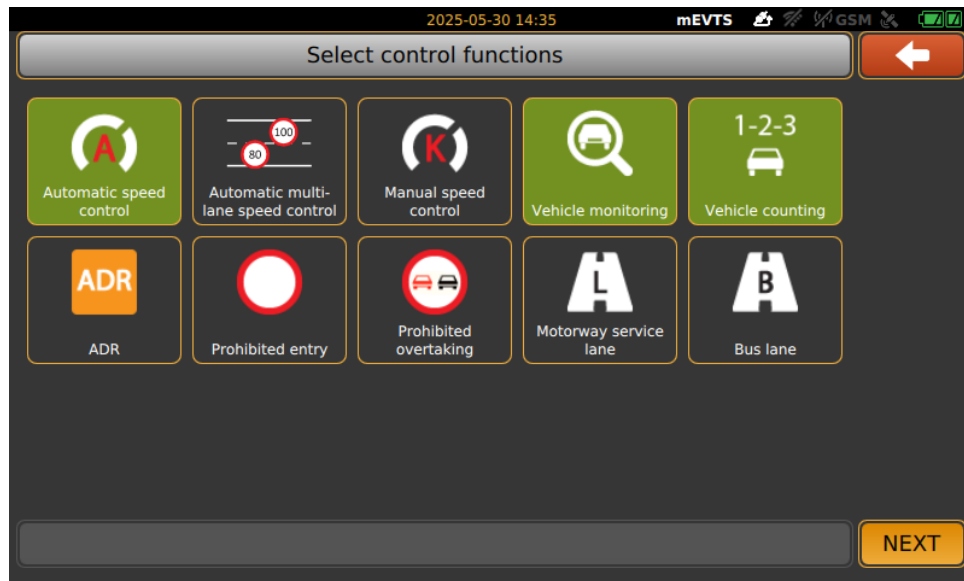 2025-05-30 14:35 mEVTS GSM
Select control functions
A
Automatic speed
control
100
80
Automatic multi-
lane speed control
K
Manual speed
control
Vehicle monitoring
1-2-3
Vehicle counting
ADR
ADR
Prohibited entry
Prohibited
overtaking
L
Motorway service
lane
B
Bus lane
NEXT